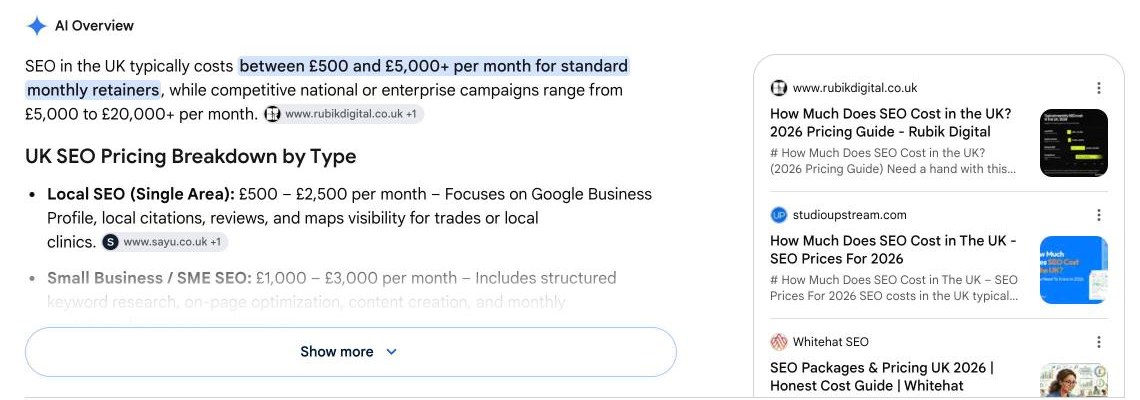 AI Overview
SEO in the UK typically costs between £500 and £5,000+ per month for standard
monthly retainers, while competitive national or enterprise campaigns range from
£5,000 to £20,000+ per month. www.rubikdigital.co.uk +1
UK SEO Pricing Breakdown by Type
• Local SEO (Single Area): £500 – £2,500 per month – Focuses on Google Business
Profile, local citations, reviews, and maps visibility for trades or local
clinics. S www.sayu.co.uk +1
• Small Business / SME SEO: £1,000 – £3,000 per month – Includes structured
keyword research, on-page optimization, content creation, and monthly
Show more
www.rubikdigital.co.uk
How Much Does SEO Cost in the UK?
2026 Pricing Guide - Rubik Digital
# How Much Does SEO Cost in the UK?
(2026 Pricing Guide) Need a hand with this...
UP studioupstream.com
How Much Does SEO Cost in The UK -
SEO Prices For 2026
# How Much Does SEO Cost in The UK – SEO
Prices For 2026 SEO costs in the UK typical...
Whitehat SEO
SEO Packages & Pricing UK 2026 |
Honest Cost Guide | Whitehat